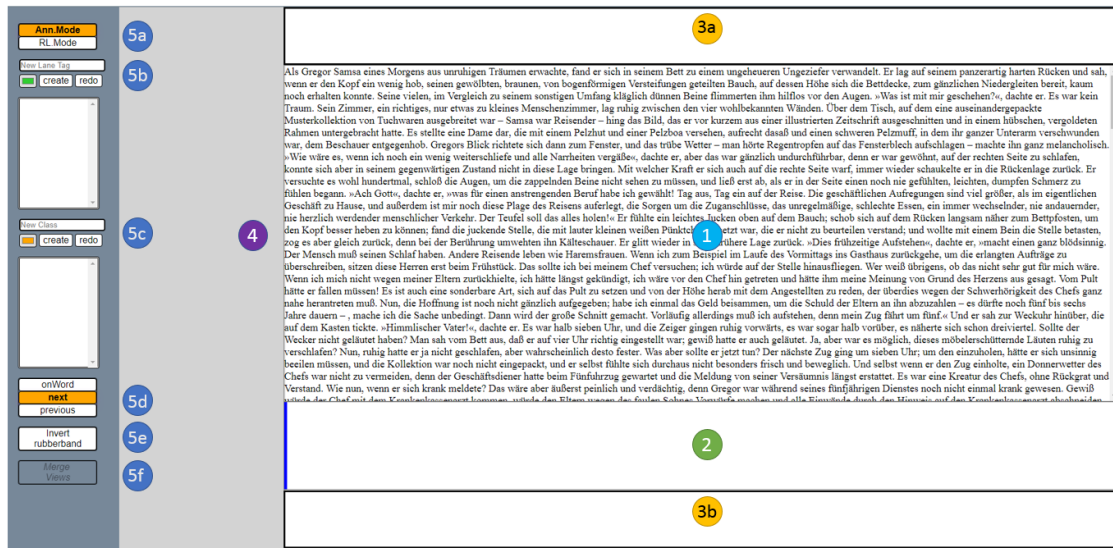 Ann.Mode
RL.Mode
5a
New Lane Tag
create redo
5b
New Class
create redo
5c
onWord
next
previous
5d
Invert
rubberband
5e
Merge
Views
5f
4
3a
Als Gregor Samsa eines Morgens aus unruhigen Träumen erwachte, fand er sich in seinem Bett zu einem ungeheueren Ungeziefer verwandelt. Er lag auf seinem panzerartig harten Rücken und sah,
wenn er den Kopf ein wenig hob, seinen gewölbten, braunen, von bogenförmigen Versteifungen geteilten Bauch, auf dessen Höhe sich die Bettdecke, zum gänzlichen Niedergleiten bereit, kaum
noch erhalten konnte. Seine vielen, im Vergleich zu seinem sonstigen Umfang kläglich dünnen Beine flimmerten ihm hilflos vor den Augen. »Was ist mit mir geschehen?«, dachte er. Es war kein
Traum. Sein Zimmer, ein richtiges, nur etwas zu kleines Menschenzimmer, lag ruhig zwischen den vier wohlbekannten Wänden. Über dem Tisch, auf dem eine auseinandergepackte
Musterkollektion von Tuchwaren ausgebreitet war – Samsa war Reisender – hing das Bild, das er vor kurzem aus einer illustrierten Zeitschrift ausgeschnitten und in einem hübschen, vergoldeten
Rahmen untergebracht hatte. Es stellte eine Dame dar, die mit einem Pelzhut und einer Pelzboa versehen, aufrecht dasaß und einen schweren Pelzmuff, in dem ihr ganzer Unterarm verschwunden
war, dem Beschauer entgegenhob. Gregors Blick richtete sich dann zum Fenster, und das trübe Wetter – man hörte Regentropfen auf das Fensterblech aufschlagen – machte ihn ganz melancholisch.
»Wie wäre es, wenn ich noch ein wenig weiterschliefe und alle Narrheiten vergäße«, dachte er, aber das war gänzlich undurchführbar, denn er war gewöhnt, auf der rechten Seite zu schlafen,
konnte sich aber in seinem gegenwärtigen Zustand nicht in diese Lage bringen. Mit welcher Kraft er sich auch auf die rechte Seite warf, immer wieder schaukelte er in die Rückenlage zurück. Er
versuchte es wohl hundertmal, schloß die Augen, um die zappelnden Beine nicht sehen zu müssen, und ließ erst ab, als er in der Seite einen noch nie gefühlten, leichten, dumpfen Schmerz zu
fühlen begann. »Ach Gott«, dachte er, »was für einen anstrengenden Beruf habe ich gewählt! Tag aus, Tag ein auf der Reise. Die geschäftlichen Aufregungen sind viel größer, als im eigentlichen
Geschäft zu Hause, und außerdem ist mir noch diese Plage des Reisens auferlegt, die Sorgen um die Zuganschlüsse, das unregelmäßige, schlechte Essen, ein immer wechselnder, nie andauernder,
nie herzlich werdender menschlicher Verkehr. Der Teufel soll das alles holen!« Er fühlte ein leichtes Jucken oben auf dem Bauch; schob sich auf dem Rücken langsam näher zum Bettpfosten, um
den Kopf besser heben zu können; fand die juckende Stelle, die mit lauter kleinen weißen Pünktch 1 etzt war, die er nicht zu beurteilen verstand; und wollte mit einem Bein die Stelle betasten,
zog es aber gleich zurück, denn bei der Berührung umwehten ihn Kälteschauer. Er glitt wieder in frühere Lage zurück. »Dies frühzeitige Aufstehen«, dachte er, »macht einen ganz blödsinnig.
Der Mensch muß seinen Schlaf haben. Andere Reisende leben wie Haremsfrauen. Wenn ich zum Beispiel im Laufe des Vormittags ins Gasthaus zurückgehe, um die erlangten Aufträge zu
überschreiben, sitzen diese Herren erst beim Frühstück. Das sollte ich bei meinem Chef versuchen; ich würde auf der Stelle hinausfliegen. Wer weiß übrigens, ob das nicht sehr gut für mich wäre.
Wenn ich mich nicht wegen meiner Eltern zurückhielte, ich hätte längst gekündigt, ich wäre vor den Chef hin getreten und hätte ihm meine Meinung von Grund des Herzens aus gesagt. Vom Pult
hätte er fallen müssen! Es ist auch eine sonderbare Art, sich auf das Pult zu setzen und von der Höhe herab mit dem Angestellten zu reden, der überdies wegen der Schwerhörigkeit des Chefs ganz
nahe herantreten muß. Nun, die Hoffnung ist noch nicht gänzlich aufgegeben; habe ich einmal das Geld beisammen, um die Schuld der Eltern an ihn abzuzahlen – es dürfte noch fünf bis sechs
Jahre dauern – , mache ich die Sache unbedingt. Dann wird der große Schnitt gemacht. Vorläufig allerdings muß ich aufstehen, denn mein Zug fährt um fünf.« Und er sah zur Weckuhr hinüber, die
auf dem Kasten tickte. »Himmlischer Vater!«, dachte er. Es war halb sieben Uhr, und die Zeiger gingen ruhig vorwärts, es war sogar halb vorüber, es näherte sich schon dreiviertel. Sollte der
Wecker nicht geläutet haben? Man sah vom Bett aus, daß er auf vier Uhr richtig eingestellt war; gewiß hatte er auch geläutet. Ja, aber war es möglich, dieses möbelerschütternde Läuten ruhig zu
verschlafen? Nun, ruhig hatte er ja nicht geschlafen, aber wahrscheinlich desto fester. Was aber sollte er jetzt tun? Der nächste Zug ging um sieben Uhr; um den einzuholen, hätte er sich unsinnig
beeilen müssen, und die Kollektion war noch nicht eingepackt, und er selbst fühlte sich durchaus nicht besonders frisch und beweglich. Und selbst wenn er den Zug einholte, ein Donnerwetter des
Chefs war nicht zu vermeiden, denn der Geschäftsdiener hatte beim Fünfuhrzug gewartet und die Meldung von seiner Versäumnis längst erstattet. Es war eine Kreatur des Chefs, ohne Rückgrat und
Verstand. Wie nun, wenn er sich krank meldete? Das wäre aber äußerst peinlich und verdächtig, denn Gregor war während seines fünfjährigen Dienstes noch nicht einmal krank gewesen. Gewiß
würde der Chef mit dem Krankenkassenarzt kommen, würde den Eltern wegen des faulen Sohnes Vorwürfe machen und alle Einwände durch den Hinweis auf den Krankenkassenarzt abschneiden
2
3b